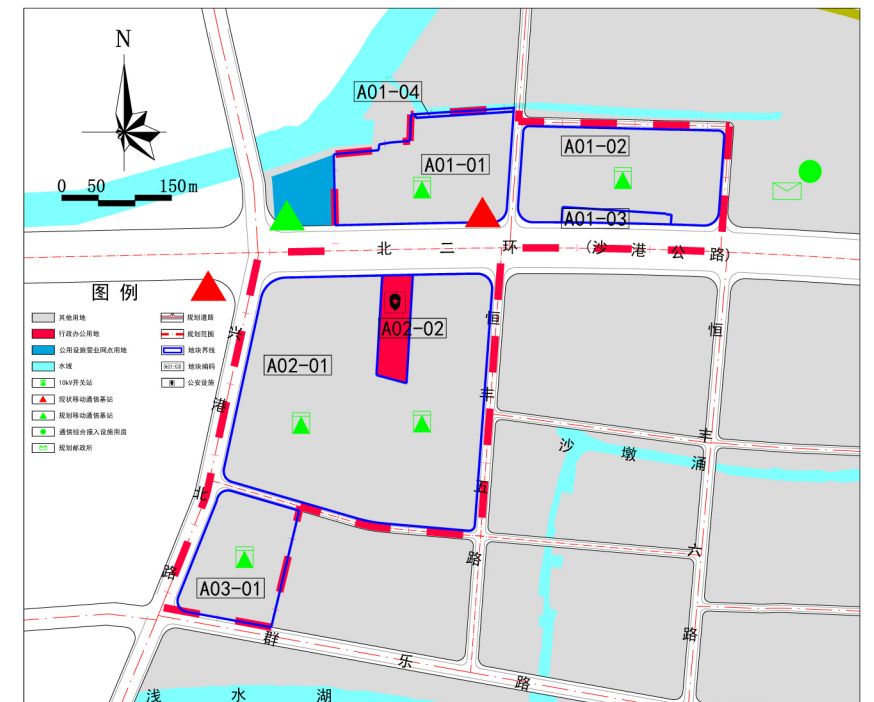 N
0 50 150m
A01-04
A01-01
A01-02
A01-03
北二环(沙港公路)
图例
其他用地
行政办公用地
公用设施营业网点用地
水域
10kV开关站
现状移动通信基站
规划移动通信基站
通信综合接入设施用房
规划邮政所
规划道路
规划范围
地块界线
地块编码
公安设施
A02-02
A02-01
A03-01
兴港北路
恒丰五路
恒丰六路
沙墩涌
群乐路
浅水湖